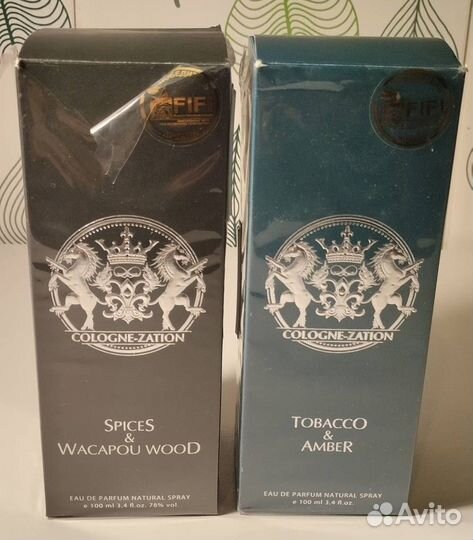 FIFI
COLOGNE-ZATION
SPICES
&
WACAPOU WOOD
EAU DE PARFUM NATURAL SPRAY
e 100 ml 3,4 fl.oz. 78% vol.
FIFI
COLOGNE-ZATION
TOBACCO
&
AMBER
EAU DE PARFUM NATURAL SPRAY
e 100 ml 3,4 fl.oz.
Avito